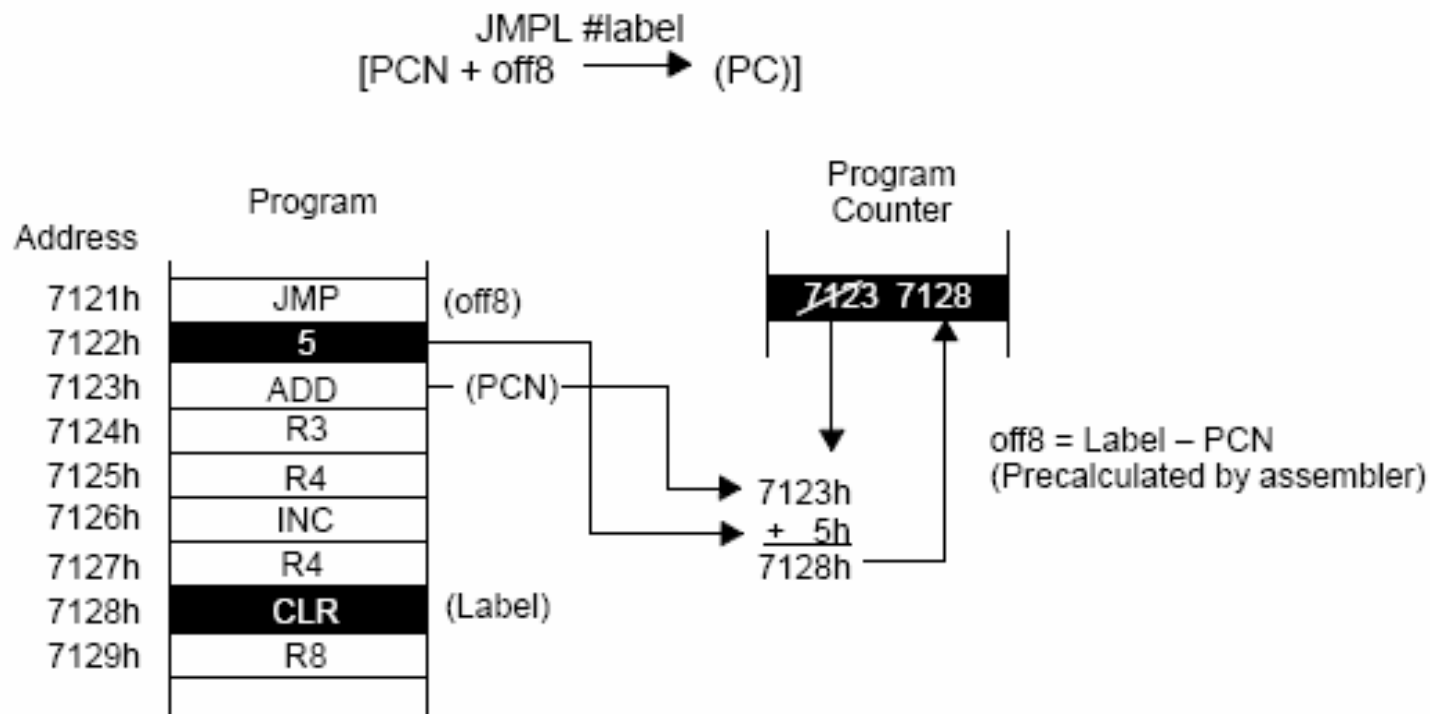 JMPL #label
[PCN + off8 → (PC)]
Program
Program
Counter
Address
7121h JMP (off8)
7123 7128
7122h 5
7123h ADD (PCN)
7124h R3
off8 = Label – PCN
7125h R4
(Precalculated by assembler)
7123h
7126h INC
+ 5h
7127h R4
7128h
7128h CLR (Label)
7129h R8